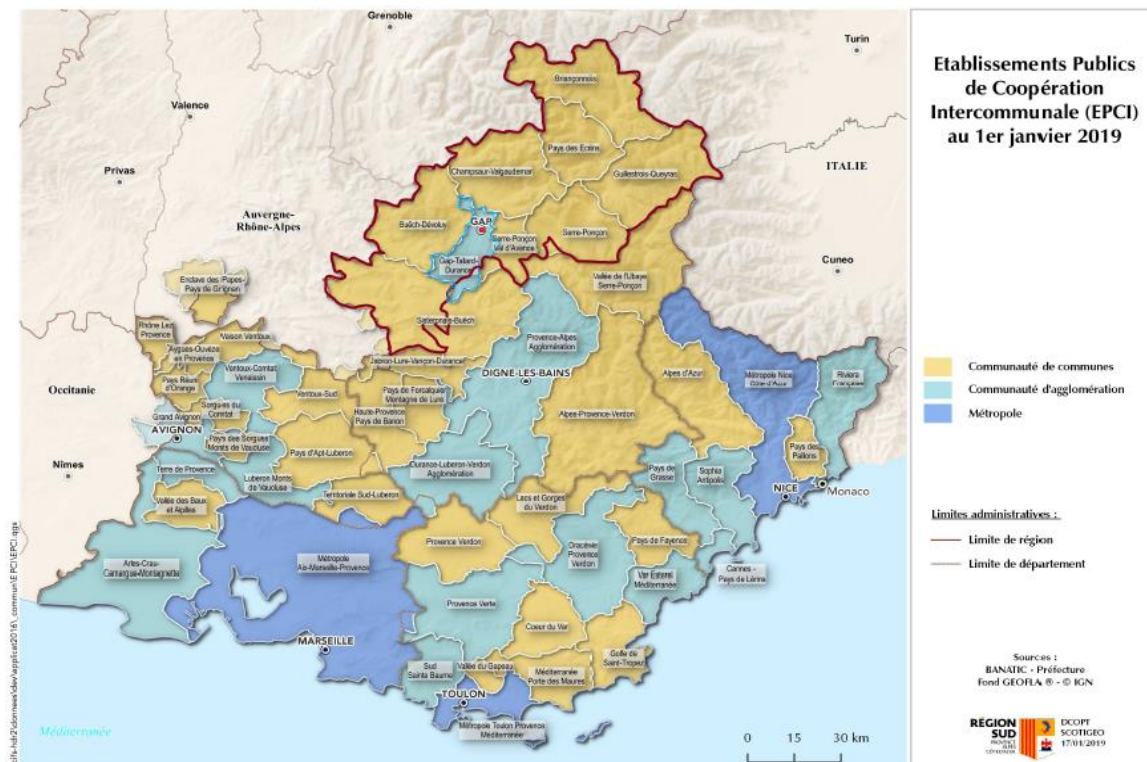 Etablissements Publics
de Coopération
Intercommunale (EPCI)
au 1er janvier 2019
Grenoble
Turin
Valence
Privas
Auvergne-
Rhône-Alpes
ITALIE
Cuneo
Occitanie
Nîmes
Monaco
Méditerranée
Briançonnais
Pays des Ecrins
Champsaur-Valgaudemar
Guillestrois-Queyras
Buëch-Dévoluy
GAP
Serre-Ponçon
Val d'Avance
Serre-Ponçon
Gap-Tallard-
Durance
Vallée de l'Ubaye
Serre-Ponçon
Enclave des Papes-
Pays de Grignan
Sisteronais-Buëch
Rhône Lez
Provence
Vaison Ventoux
Provence-Alpes
Agglomération
Aygues-Ouvèze
en Provence
Ventoux-Comtat
Venaissin
Jabron-Lure-Vançon-Durance
Alpes d'Azur
Métropole Nice
Côte d'Azur
Riviera
Française
DIGNE-LES-BAINS
Pays Réuni
d'Orange
Ventoux-Sud
Pays de Forcalquier
Montagne de Lure
Sorgues du
Comtat
Grand Avignon
AVIGNON
Haute-Provence
Pays de Banon
Alpes-Provence-Verdon
Pays des Sorgues
Monts de Vaucluse
Pays d'Apt-Luberon
Pays des
Paillons
Terre de Provence
Luberon Monts
de Vaucluse
Durance-Luberon-Verdon
Agglomération
Pays de
Grasse
Sophia
Antipolis
NICE
Vallée des Baux
et Alpilles
Territoriale Sud-Luberon
Lacs et Gorges
du Verdon
Provence Verdon
Dracénie
Provence
Verdon
Pays de Fayence
Arles-Crau-
Camargue-Montagnette
Métropole
Aix-Marseille-Provence
Var Esterel
Méditerranée
Cannes -
Pays de Lérins
Provence Verte
Coeur du Var
MARSEILLE
Sud
Sainte Baume
Vallée du Gapeau
Méditerranée
Porte des Maures
Golfe de
Saint-Tropez
TOULON
Métropole Toulon Provence
Méditerranée
Communauté de communes
Communauté d'agglomération
Métropole
Limites administratives :
Limite de région
Limite de département
0 15 30 km
Sources :
BANATIC - Préfecture
Fond GEOFLA ® - © IGN
RÉGION
SUD
PROVENCE
ALPES
CÔTE D'AZUR
DCOPT
SCOTIGEO
17/01/2019